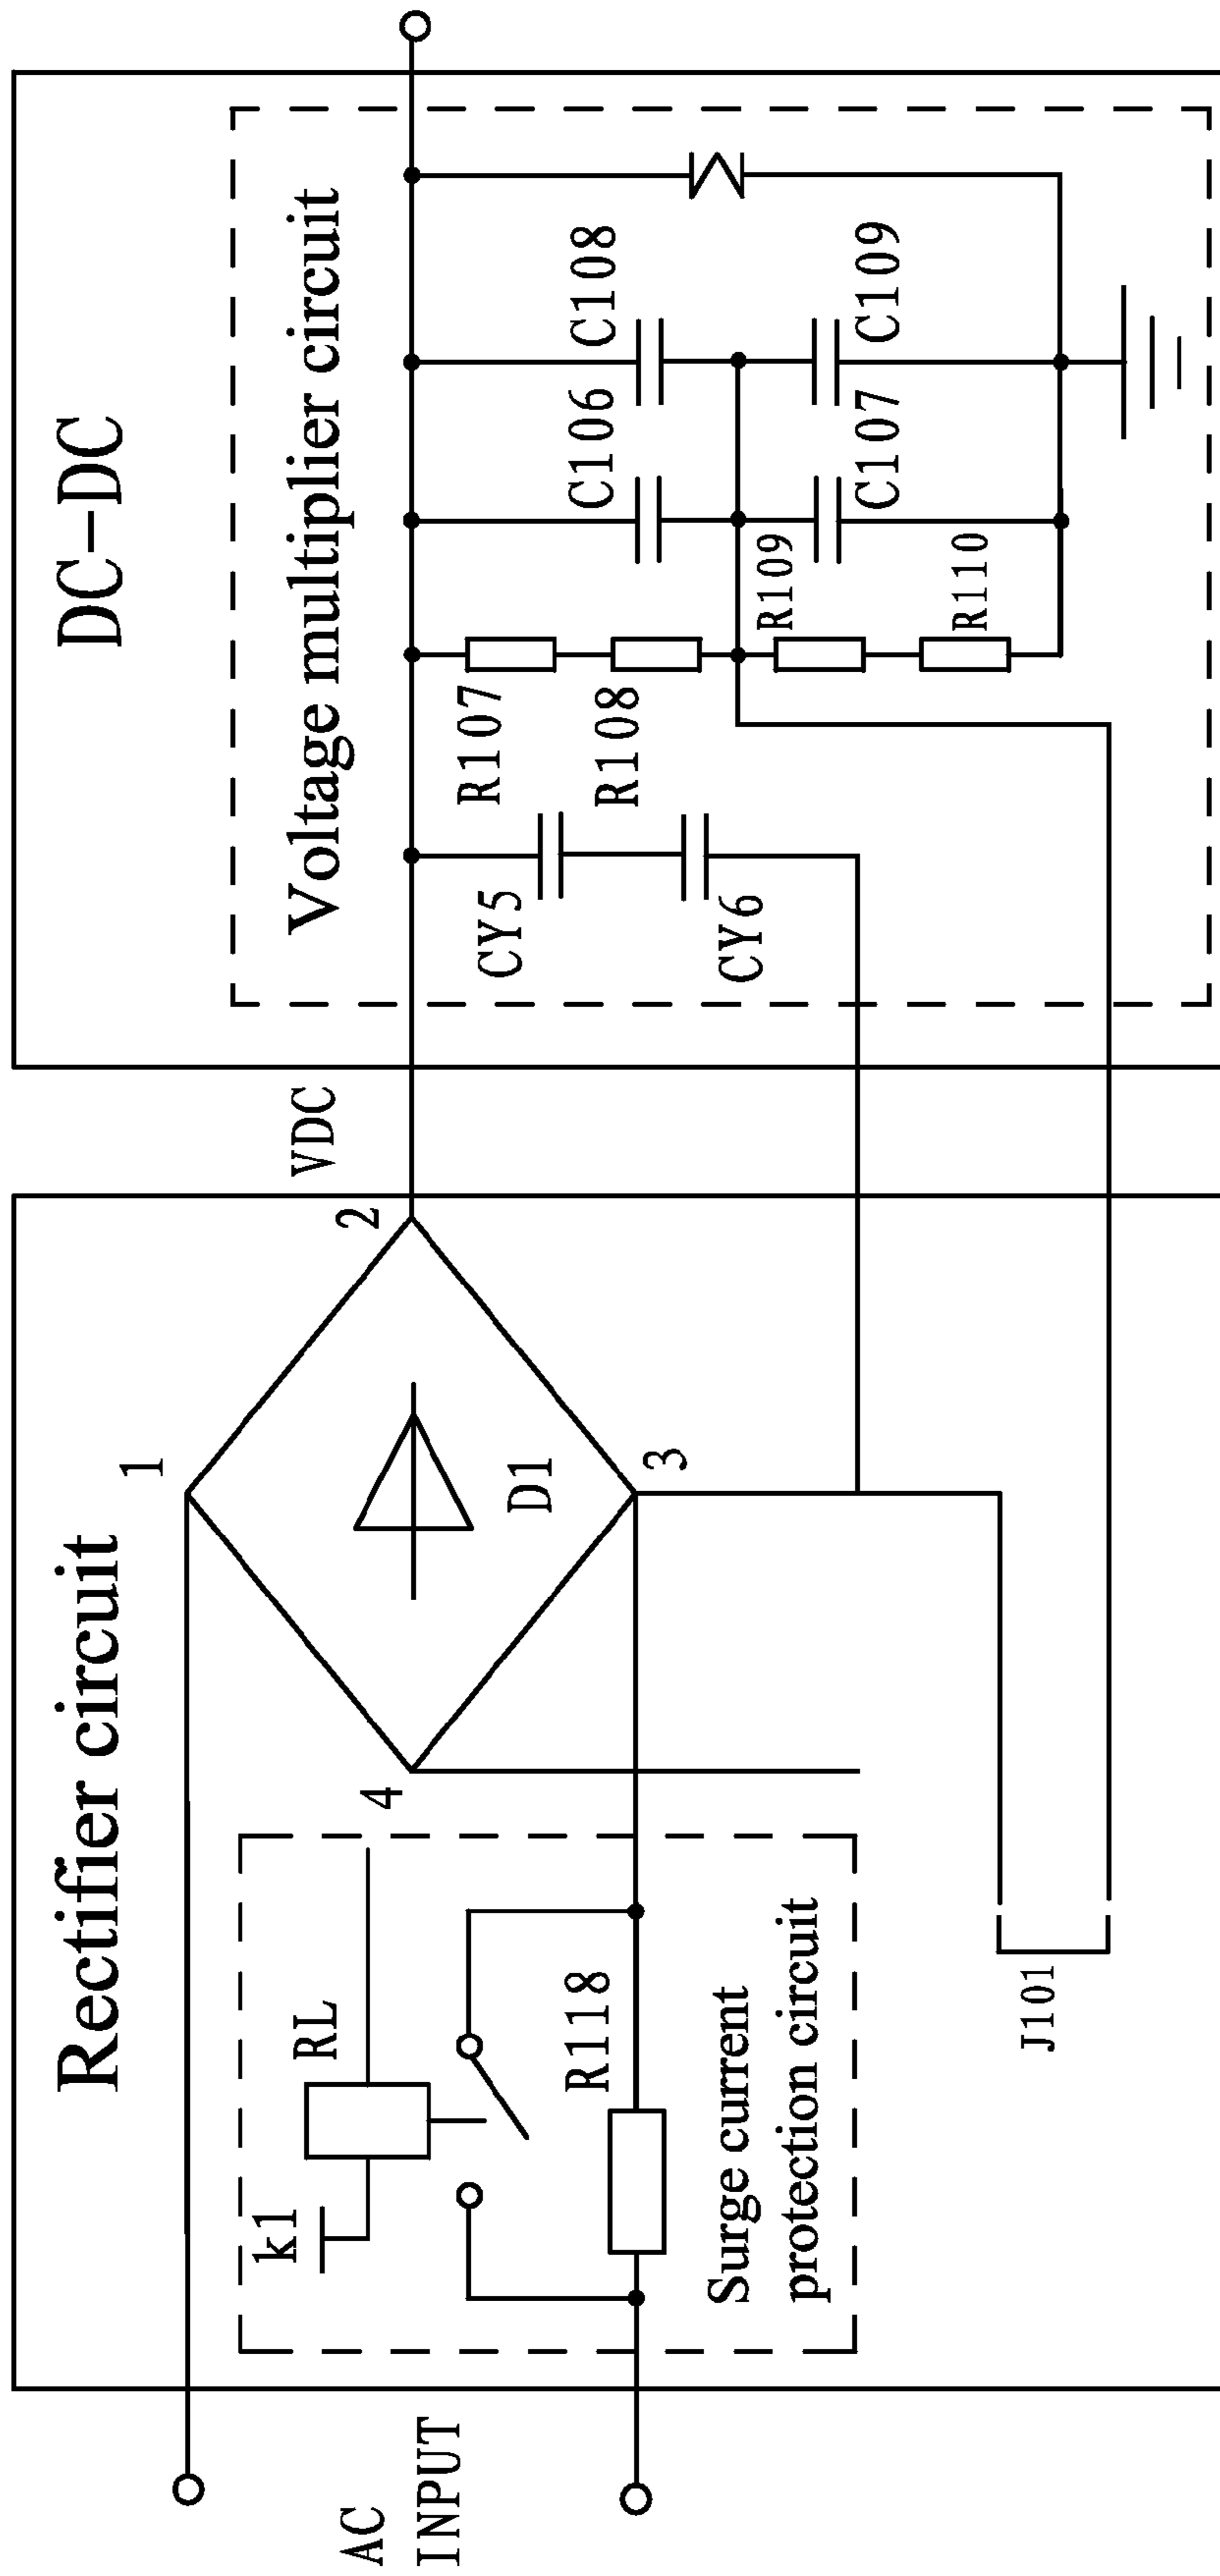 Rectifier circuit
DC-DC
Voltage multiplier circuit
VDC
AC
INPUT
k1
RL
R118
Surge current
protection circuit
1
2
3
4
D1
J101
CY5
CY6
R107
R108
R109
R110
C106
C108
C107
C109